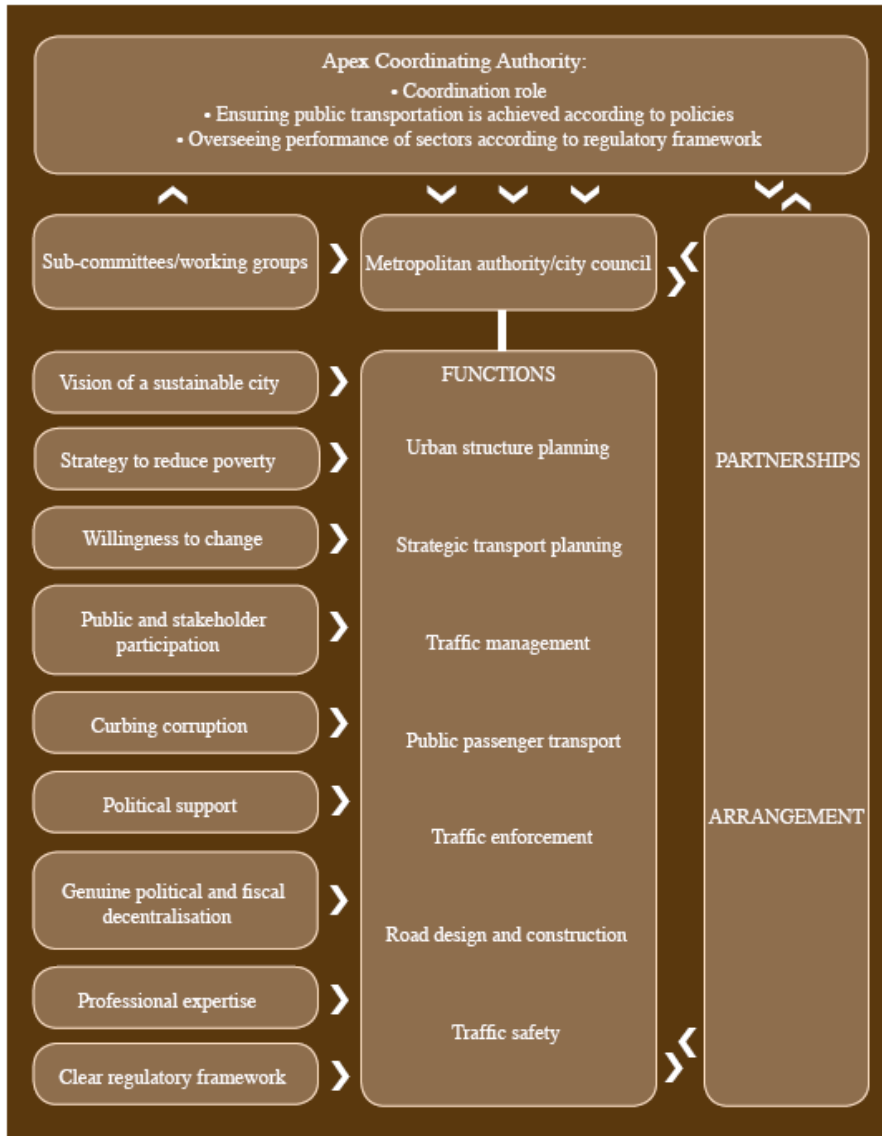 Apex Coordinating Authority:
• Coordination role
• Ensuring public transportation is achieved according to policies
• Overseeing performance of sectors according to regulatory framework
Sub-committees/working groups
Metropolitan authority/city council
Vision of a sustainable city
Strategy to reduce poverty
Willingness to change
Public and stakeholder
participation
Curbing corruption
Political support
Genuine political and fiscal
decentralisation
Professional expertise
Clear regulatory framework
FUNCTIONS
Urban structure planning
Strategic transport planning
Traffic management
Public passenger transport
Traffic enforcement
Road design and construction
Traffic safety
PARTNERSHIPS
ARRANGEMENT